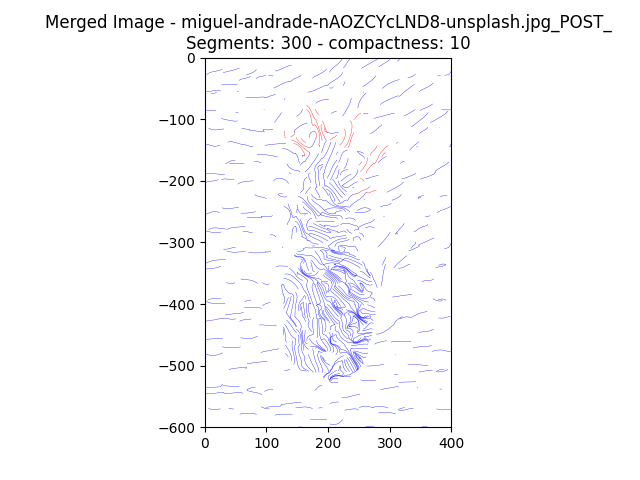 Merged Image - miguel-andrade-nAOZCYcLND8-unsplash.jpg_POST_
Segments: 300 - compactness: 10
0
−100
−200
−300
−400
−500
−600
0 100 200 300 400